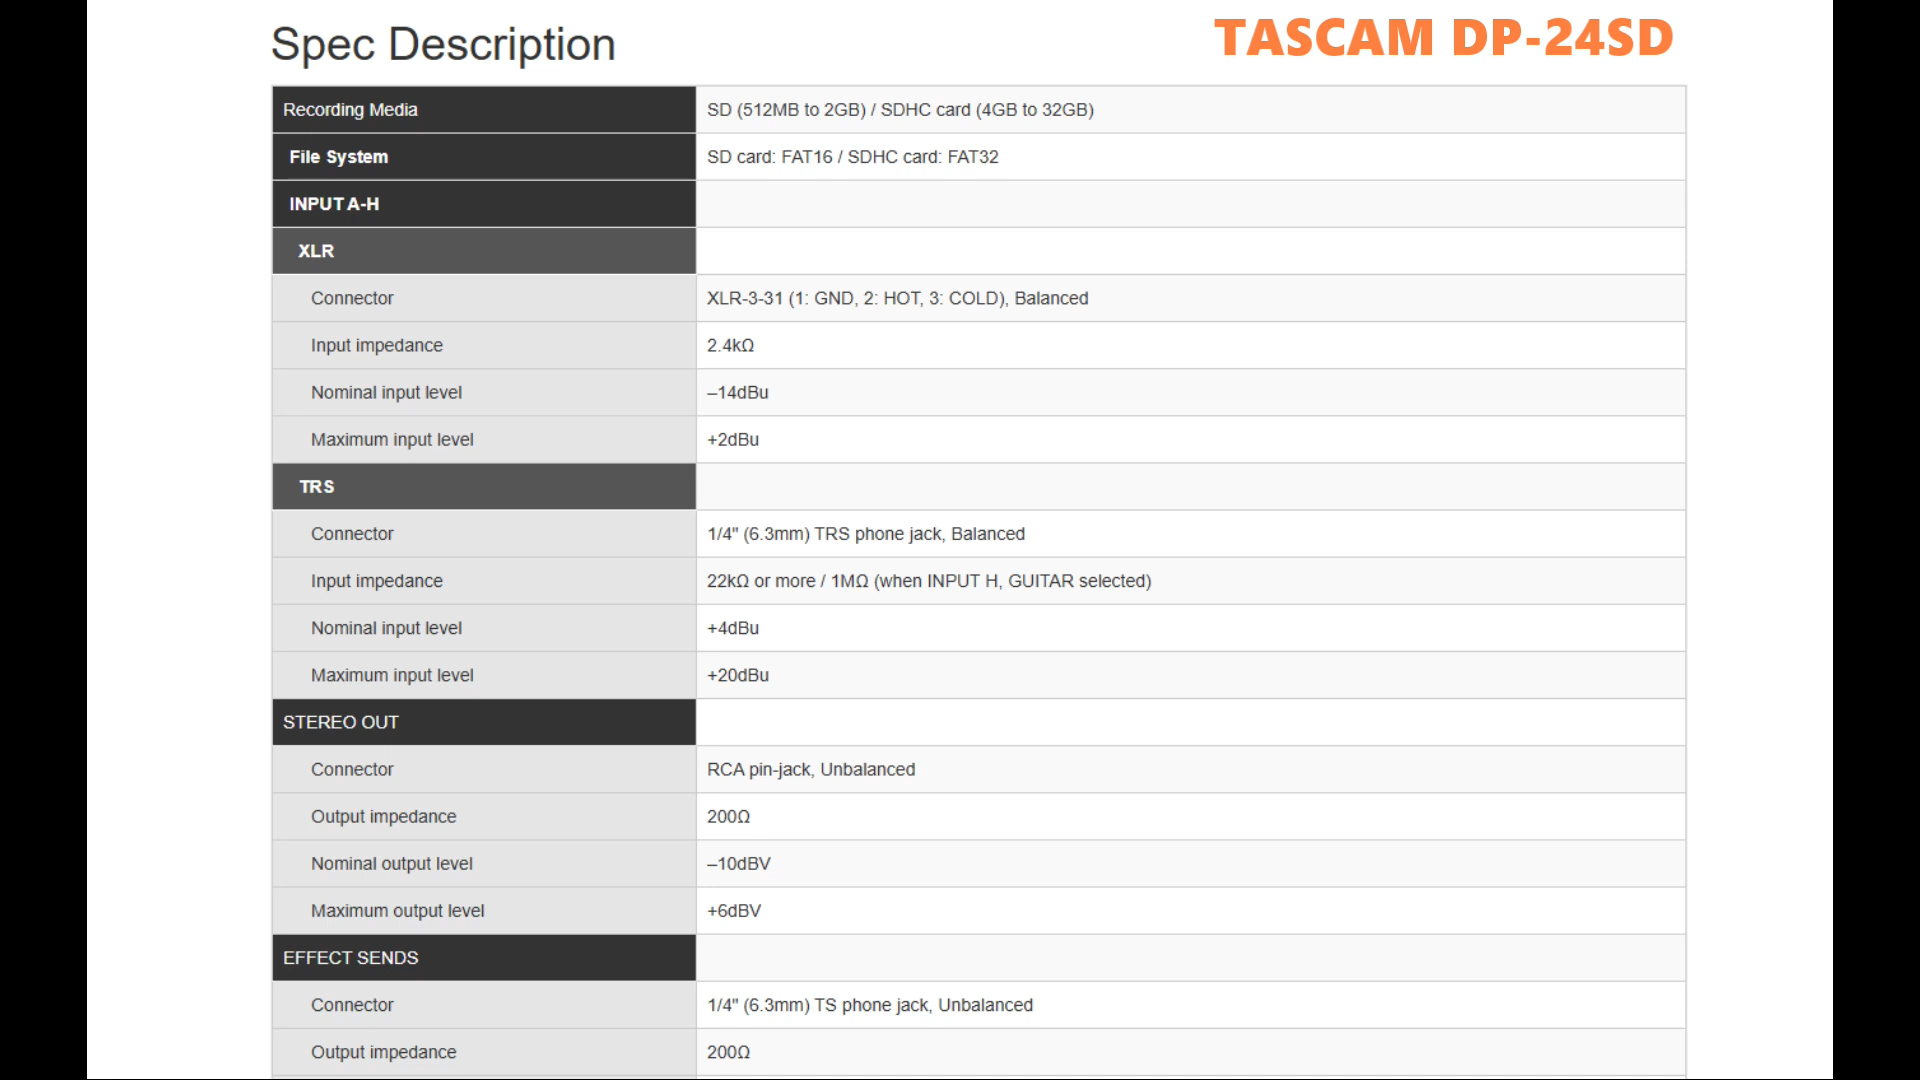 Spec Description
TASCAM DP-24SD
Recording Media SD (512MB to 2GB) / SDHC card (4GB to 32GB)
File System SD card: FAT16 / SDHC card: FAT32
INPUT A-H
XLR
Connector XLR-3-31 (1: GND, 2: HOT, 3: COLD), Balanced
Input impedance 2.4kΩ
Nominal input level –14dBu
Maximum input level +2dBu
TRS
Connector 1/4" (6.3mm) TRS phone jack, Balanced
Input impedance 22kΩ or more / 1MΩ (when INPUT H, GUITAR selected)
Nominal input level +4dBu
Maximum input level +20dBu
STEREO OUT
Connector RCA pin-jack, Unbalanced
Output impedance 200Ω
Nominal output level –10dBV
Maximum output level +6dBV
EFFECT SENDS
Connector 1/4" (6.3mm) TS phone jack, Unbalanced
Output impedance 200Ω